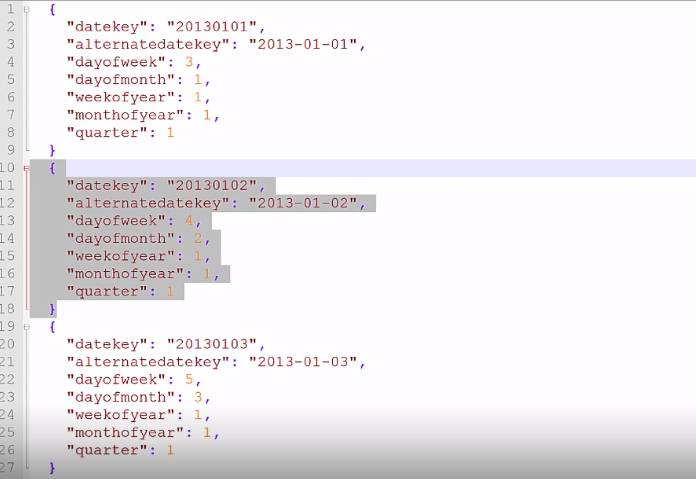 1 {
2 "datekey": "20130101",
3 "alternatedatekey": "2013-01-01",
4 "dayofweek": 3,
5 "dayofmonth": 1,
6 "weekofyear": 1,
7 "monthofyear": 1,
8 "quarter": 1
9 }
10 {
11 "datekey": "20130102",
12 "alternatedatekey": "2013-01-02",
13 "dayofweek": 4,
14 "dayofmonth": 2,
15 "weekofyear": 1,
16 "monthofyear": 1,
17 "quarter": 1
18 }
19 {
20 "datekey": "20130103",
21 "alternatedatekey": "2013-01-03",
22 "dayofweek": 5,
23 "dayofmonth": 3,
24 "weekofyear": 1,
25 "monthofyear": 1,
26 "quarter": 1
27 }